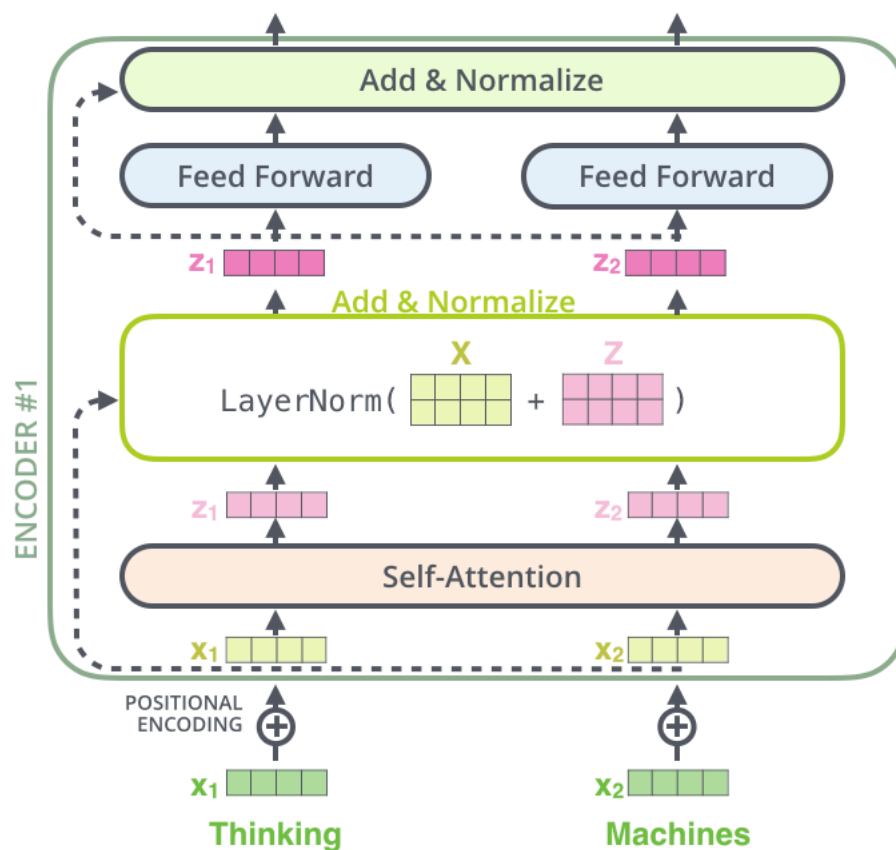 Add & Normalize
Feed Forward Feed Forward
z1 z2
Add & Normalize
X Z
LayerNorm( + )
ENCODER #1
z1 z2
Self-Attention
x1 x2
POSITIONAL
ENCODING
x1 x2
Thinking Machines